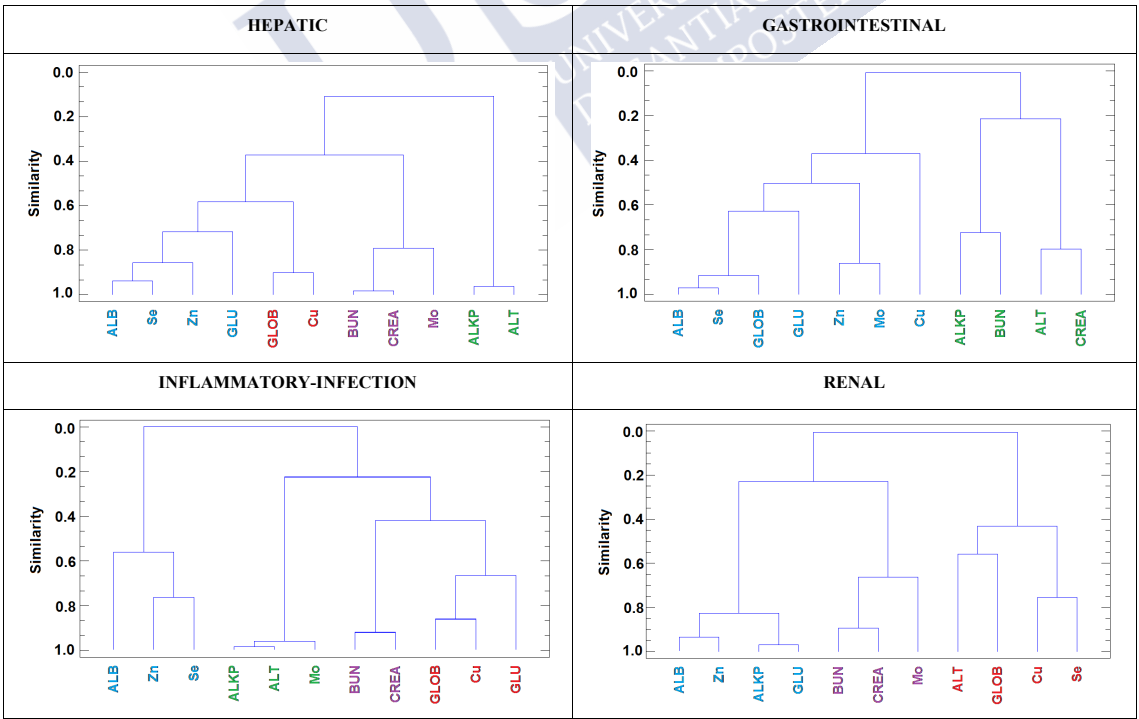 HEPATIC
GASTROINTESTINAL
UNIVER
DE SANTIAG
OMPOSTE
Similarity
0.0
0.2
0.4
0.6
0.8
1.0
ALB Se Zn GLU GLOB Cu BUN CREA Mo ALKP ALT
Similarity
0.0
0.2
0.4
0.6
0.8
1.0
ALB Se GLOB GLU Zn Mo Cu ALKP BUN ALT CREA
INFLAMMATORY-INFECTION
RENAL
Similarity
0.0
0.2
0.4
0.6
0.8
1.0
ALB Zn Se ALKP ALT Mo BUN CREA GLOB Cu GLU
Similarity
0.0
0.2
0.4
0.6
0.8
1.0
ALB Zn ALKP GLU BUN CREA Mo ALT GLOB Cu Se